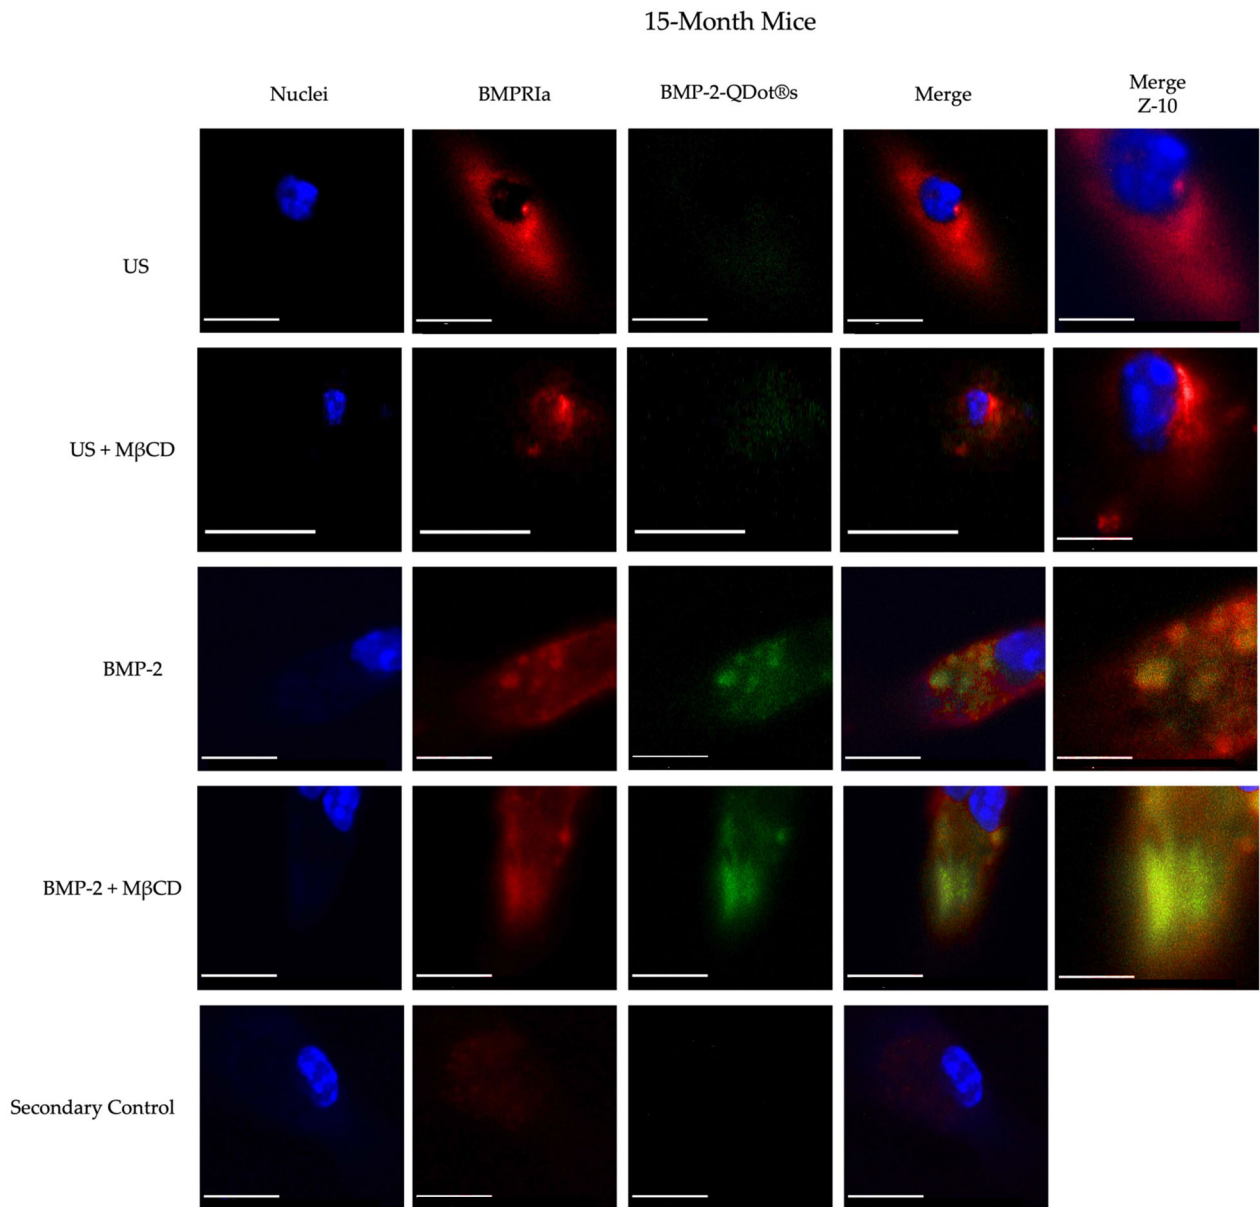 15-Month Mice
Nuclei
BMPRIa
BMP-2-QDot®s
Merge
Merge
Z-10
US
US + MβCD
BMP-2
BMP-2 + MβCD
Secondary Control